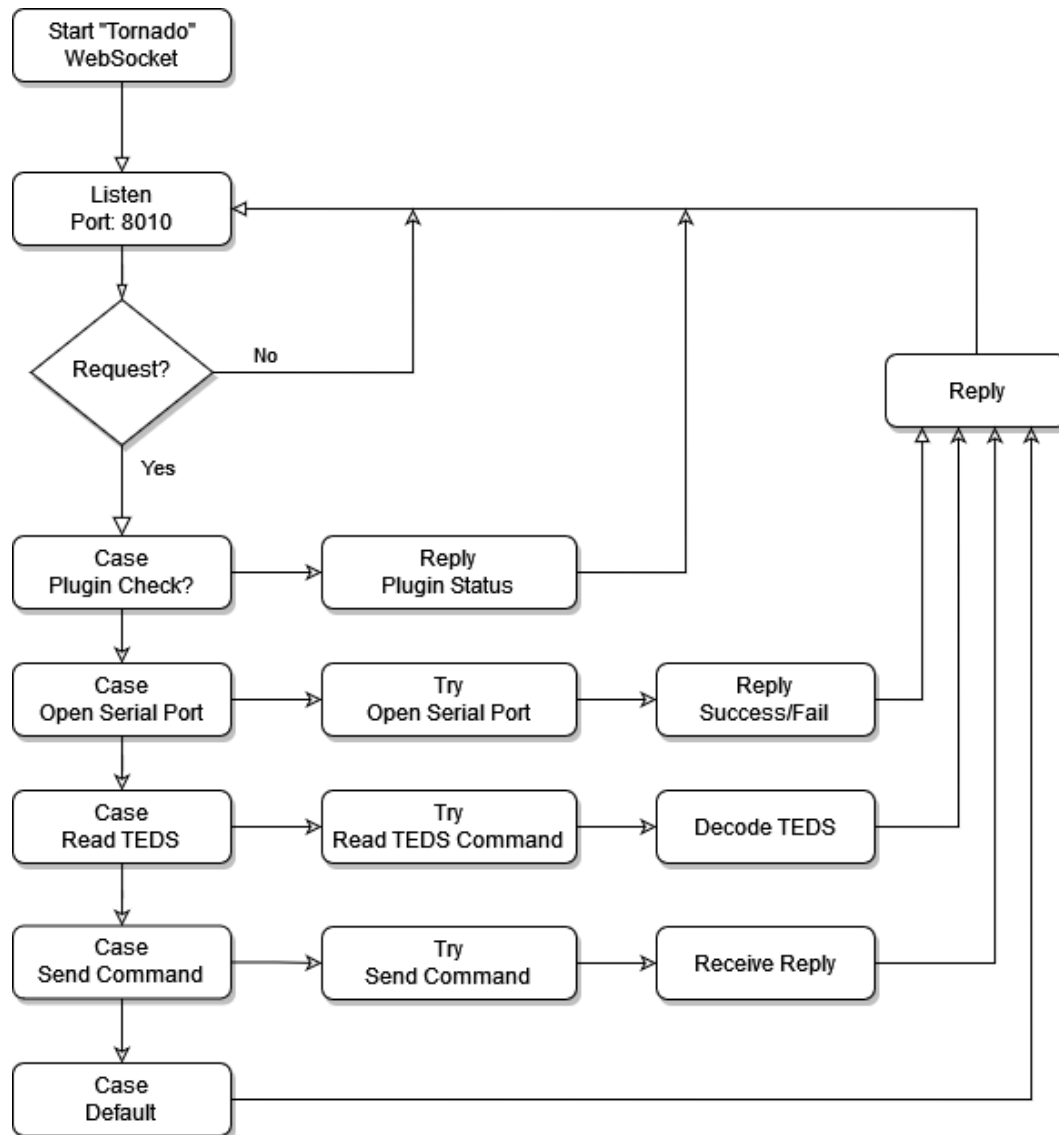 Start "Tornado"
WebSocket
Listen
Port: 8010
Request?
No
Reply
Yes
Case
Plugin Check?
Reply
Plugin Status
Case
Open Serial Port
Try
Open Serial Port
Reply
Success/Fail
Case
Read TEDS
Try
Read TEDS Command
Decode TEDS
Case
Send Command
Try
Send Command
Receive Reply
Case
Default